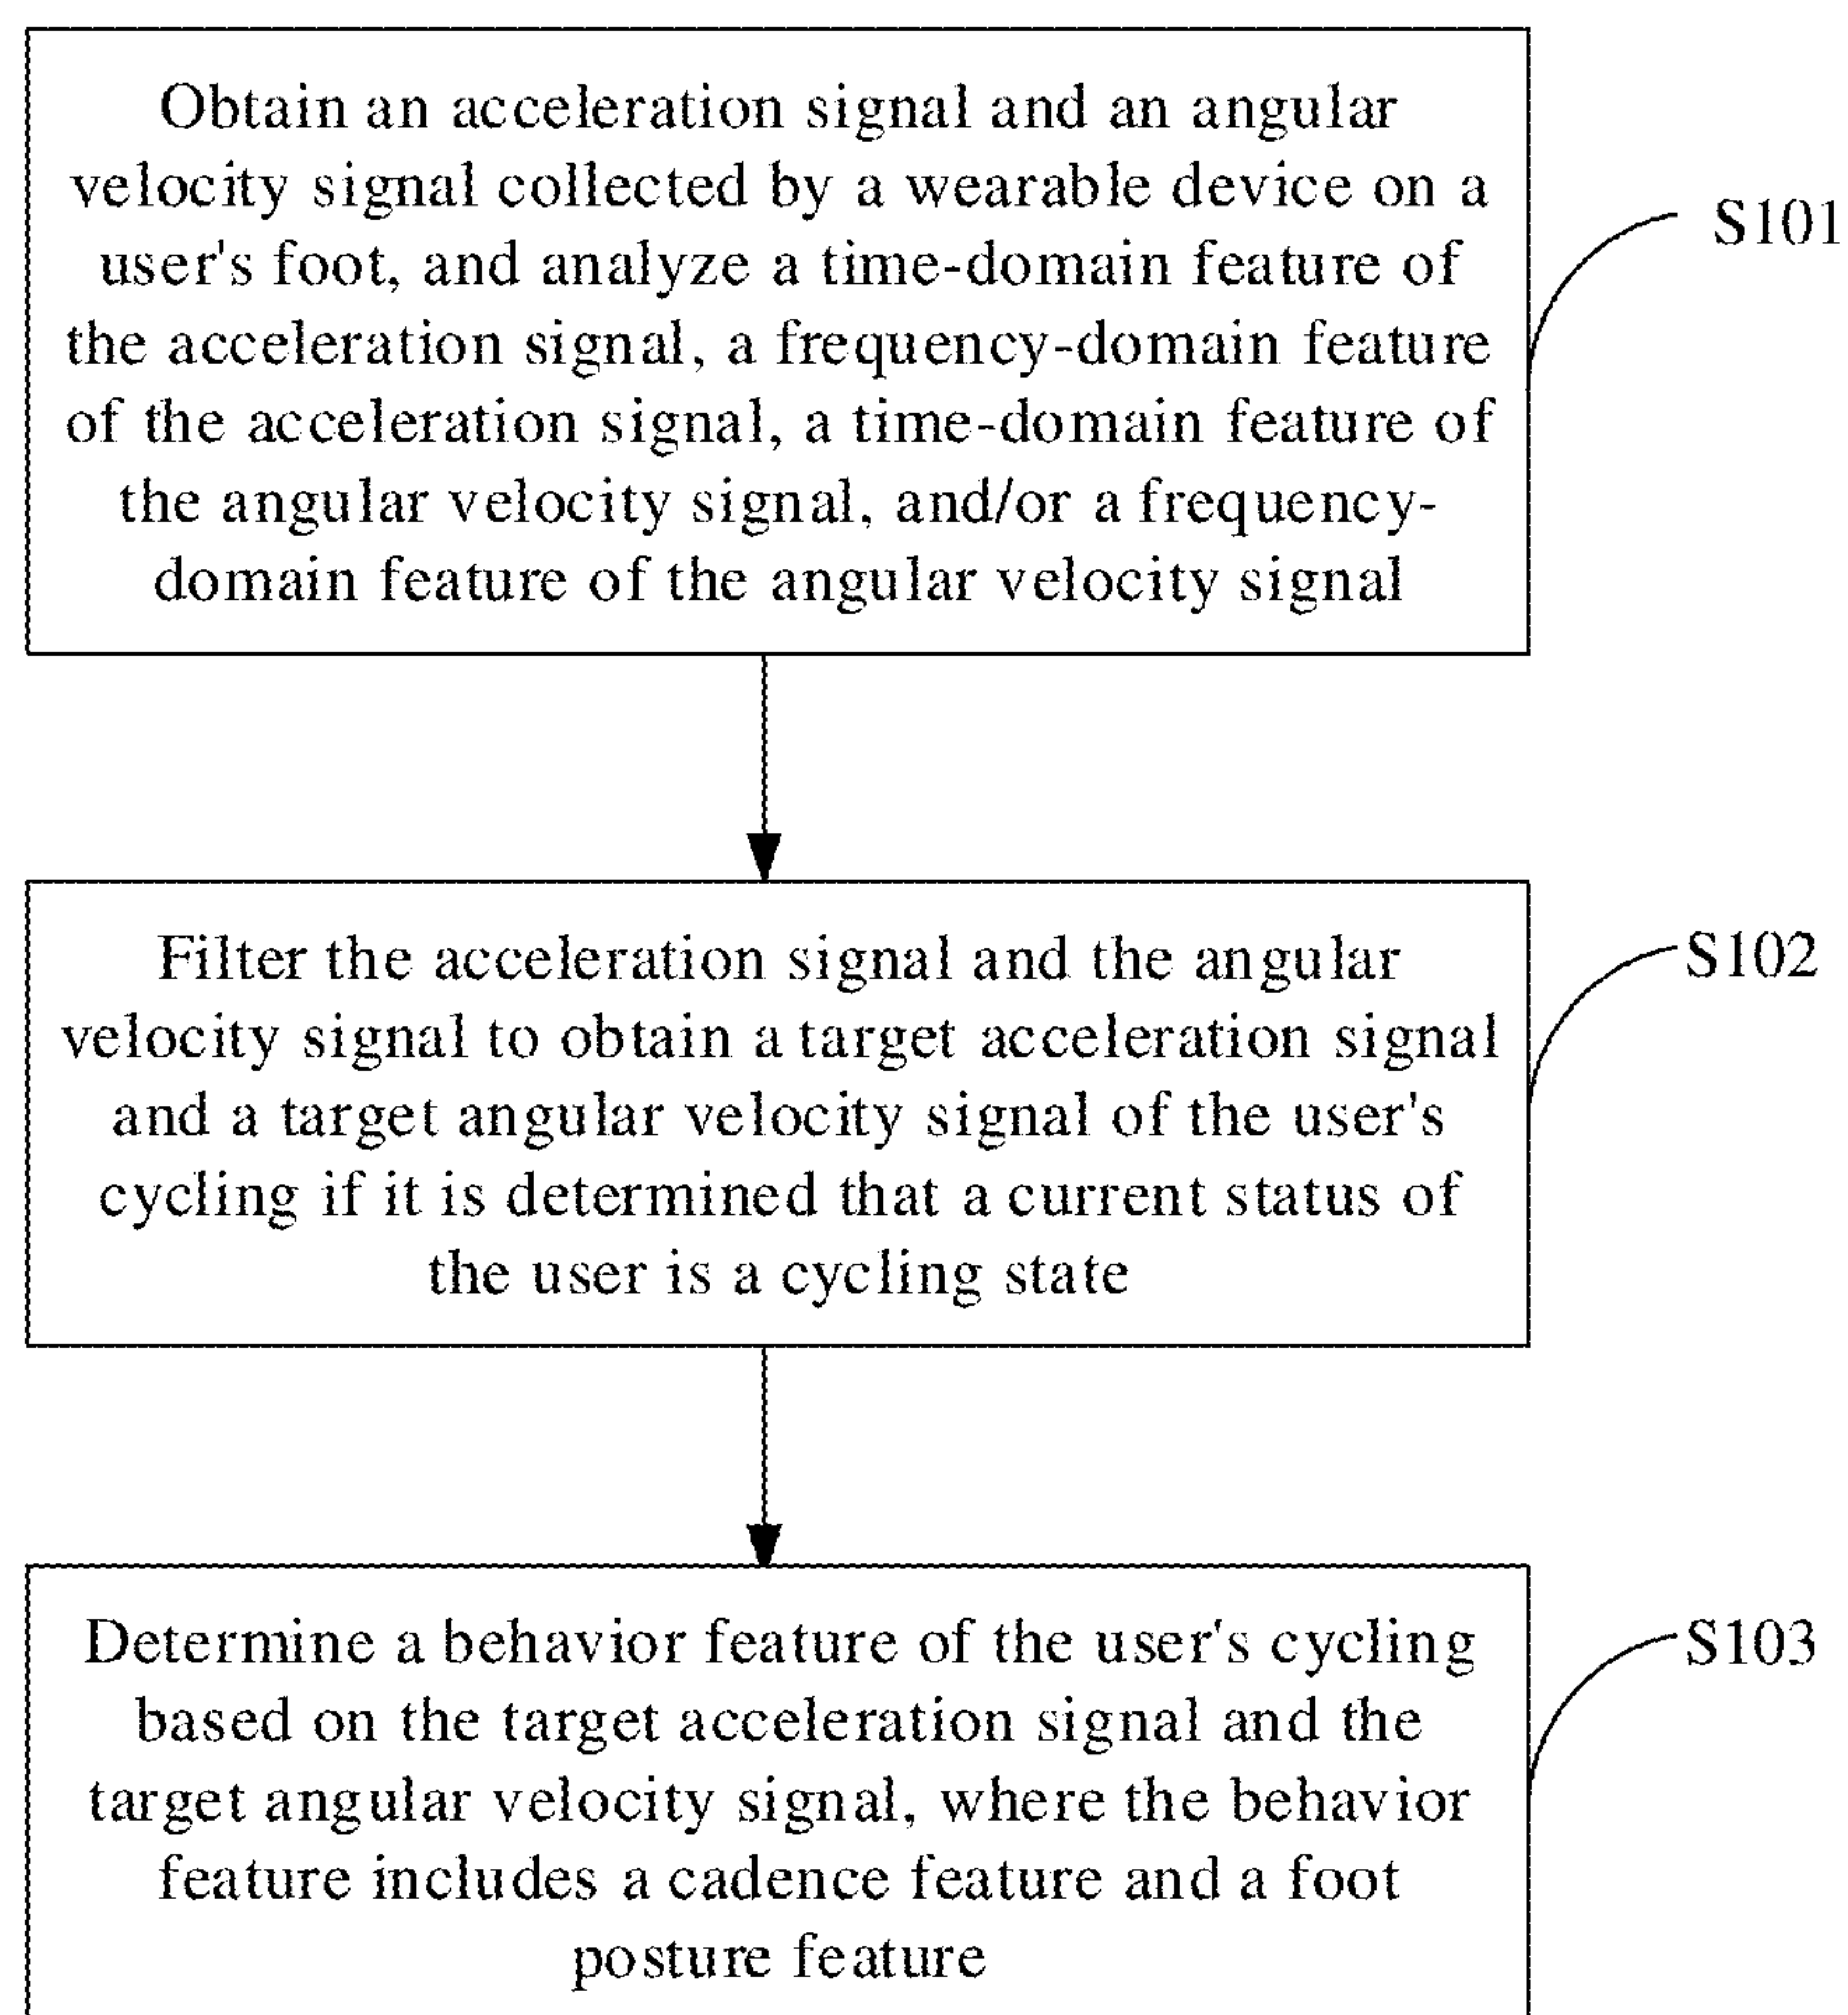 Obtain an acceleration signal and an angular
velocity signal collected by a wearable device on a
user's foot, and analyze a time-domain feature of
the acceleration signal, a frequency-domain feature
of the acceleration signal, a time-domain feature of
the angular velocity signal, and/or a frequency-
domain feature of the angular velocity signal
S101
Filter the acceleration signal and the angular
velocity signal to obtain a target acceleration signal
and a target angular velocity signal of the user's
cycling if it is determined that a current status of
the user is a cycling state
S102
Determine a behavior feature of the user's cycling
based on the target acceleration signal and the
target angular velocity signal, where the behavior
feature includes a cadence feature and a foot
posture feature
S103